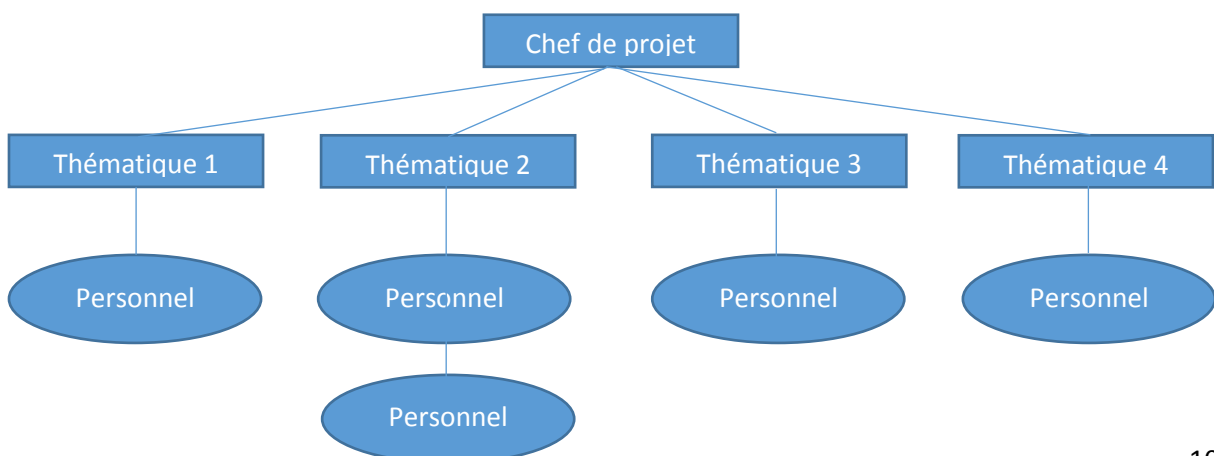 Chef de projet
Thématique 1
Thématique 2
Thématique 3
Thématique 4
Personnel
Personnel
Personnel
Personnel
Personnel